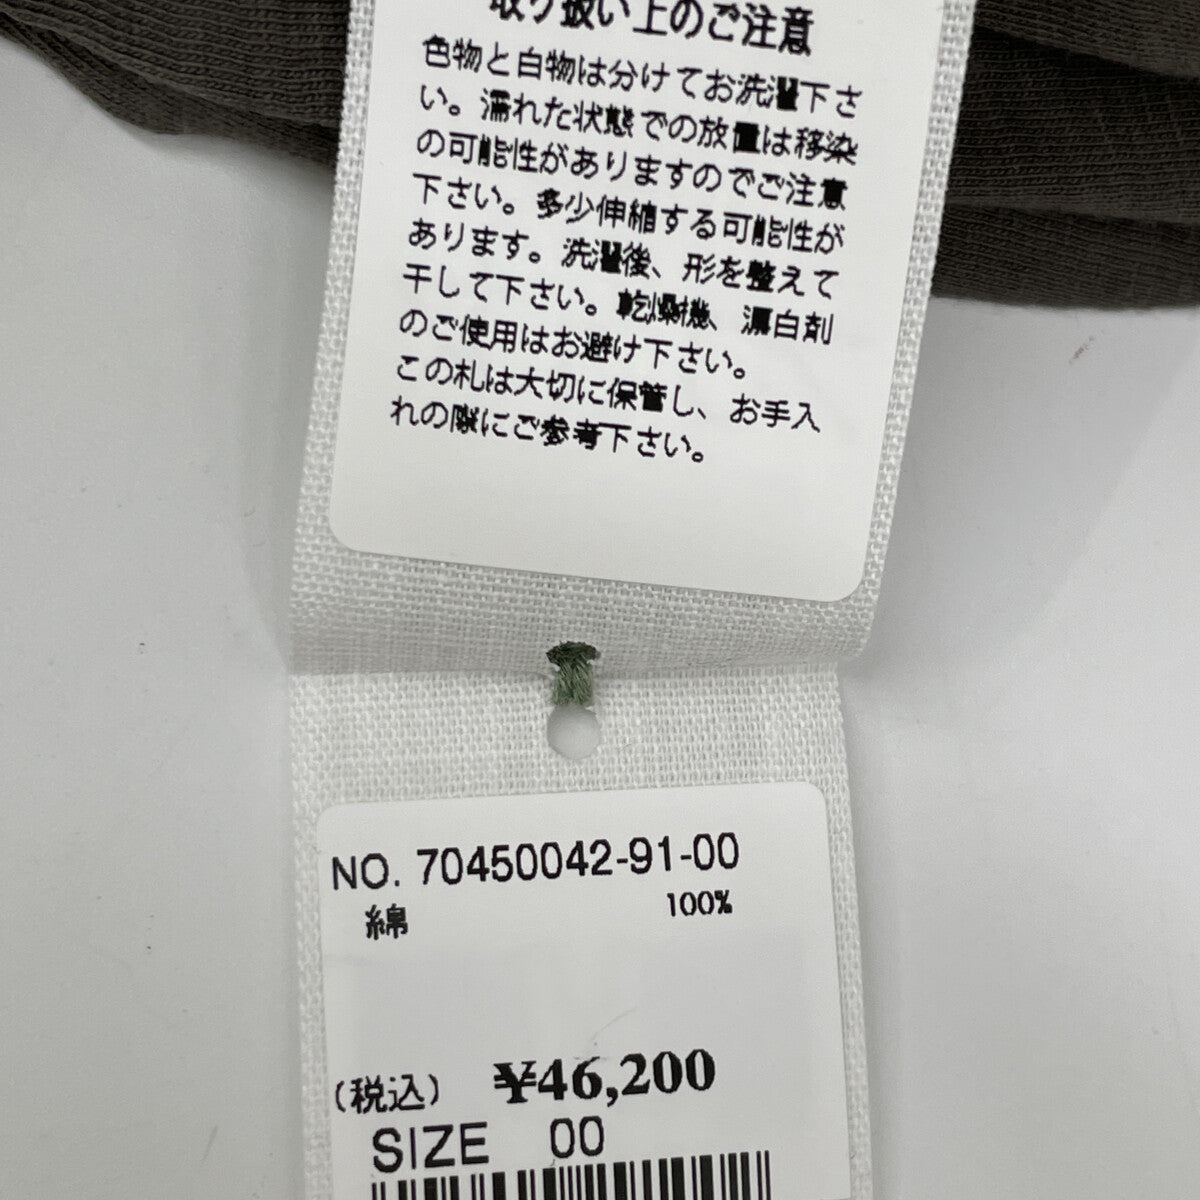 取り扱い上のご注意
色物と白物は分けてお洗濯下さ
い。濡れた状態での放置は移染
の可能性がありますのでご注意
下さい。多少伸縮する可能性が
あります。洗濯後、形を整えて
干して下さい。乾燥機、漂白剤
のご使用はお避け下さい。
この札は大切に保管し、お手入
れの際にご参考下さい。
NO. 70450042-91-00
綿 100%
(税込) ¥46,200
SIZE 00